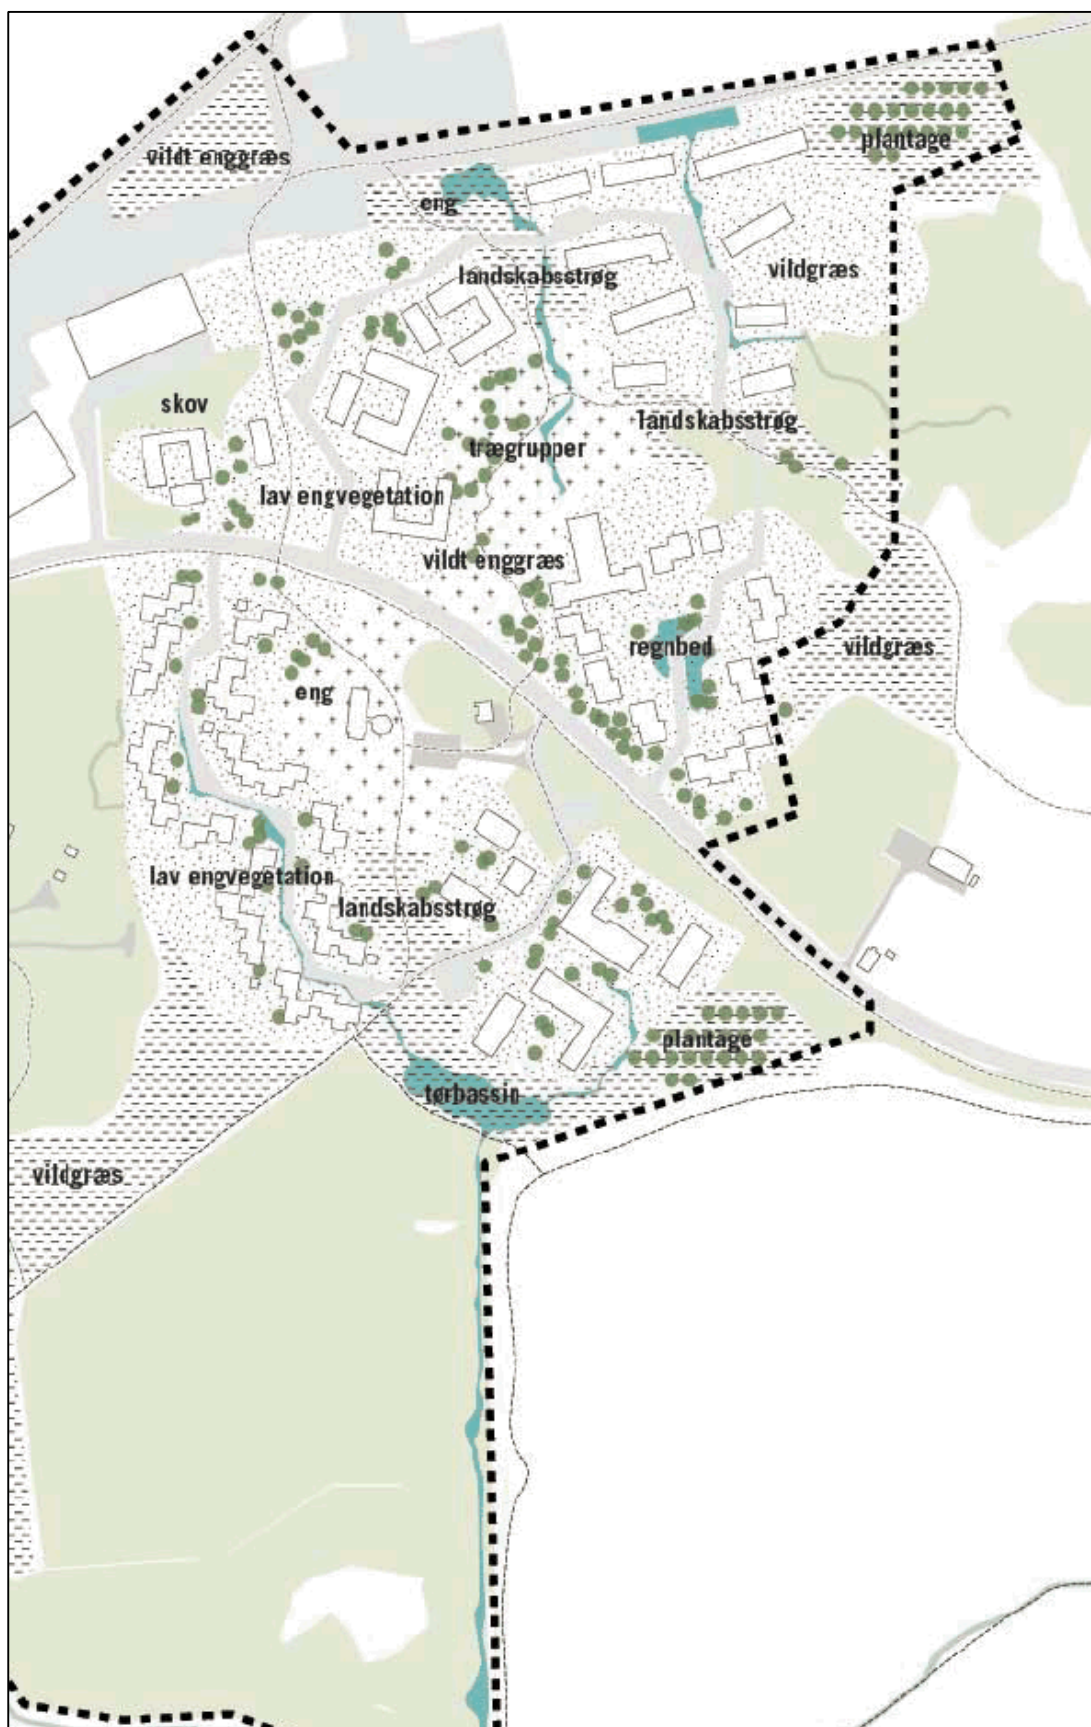 plantage
vildt enggræs
eng
vildgræs
landskabsstrøg
skov
landskabsstrøg
trægrupper
lav engvegetation
vildt enggræs
regnbed
vildgræs
eng
lav engvegetation
landskabsstrøg
plantage
tørbassin
vildgræs